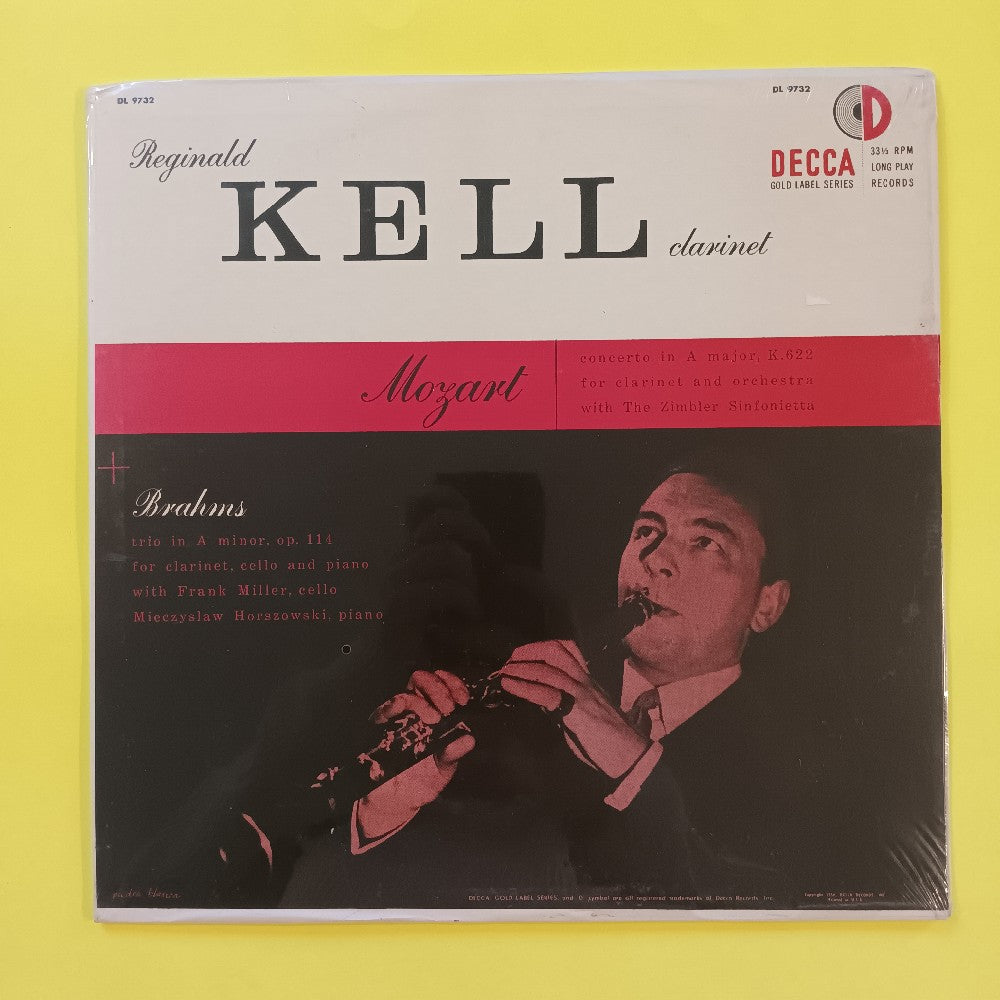 DL 9732
DL 9732
D
DECCA
GOLD LABEL SERIES
33⅓ RPM
LONG PLAY
RECORDS
Reginald
KELL
clarinet
Mozart
concerto in A major, K.622
for clarinet and orchestra
with The Zimbler Sinfonietta
Brahms
trio in A minor, op. 114
for clarinet, cello and piano
with Frank Miller, cello
Mieczyslaw Horszowski, piano
DECCA, GOLD LABEL SERIES, and D symbol are all registered trademarks of Decca Records, Inc.
Printed in U.S.A.